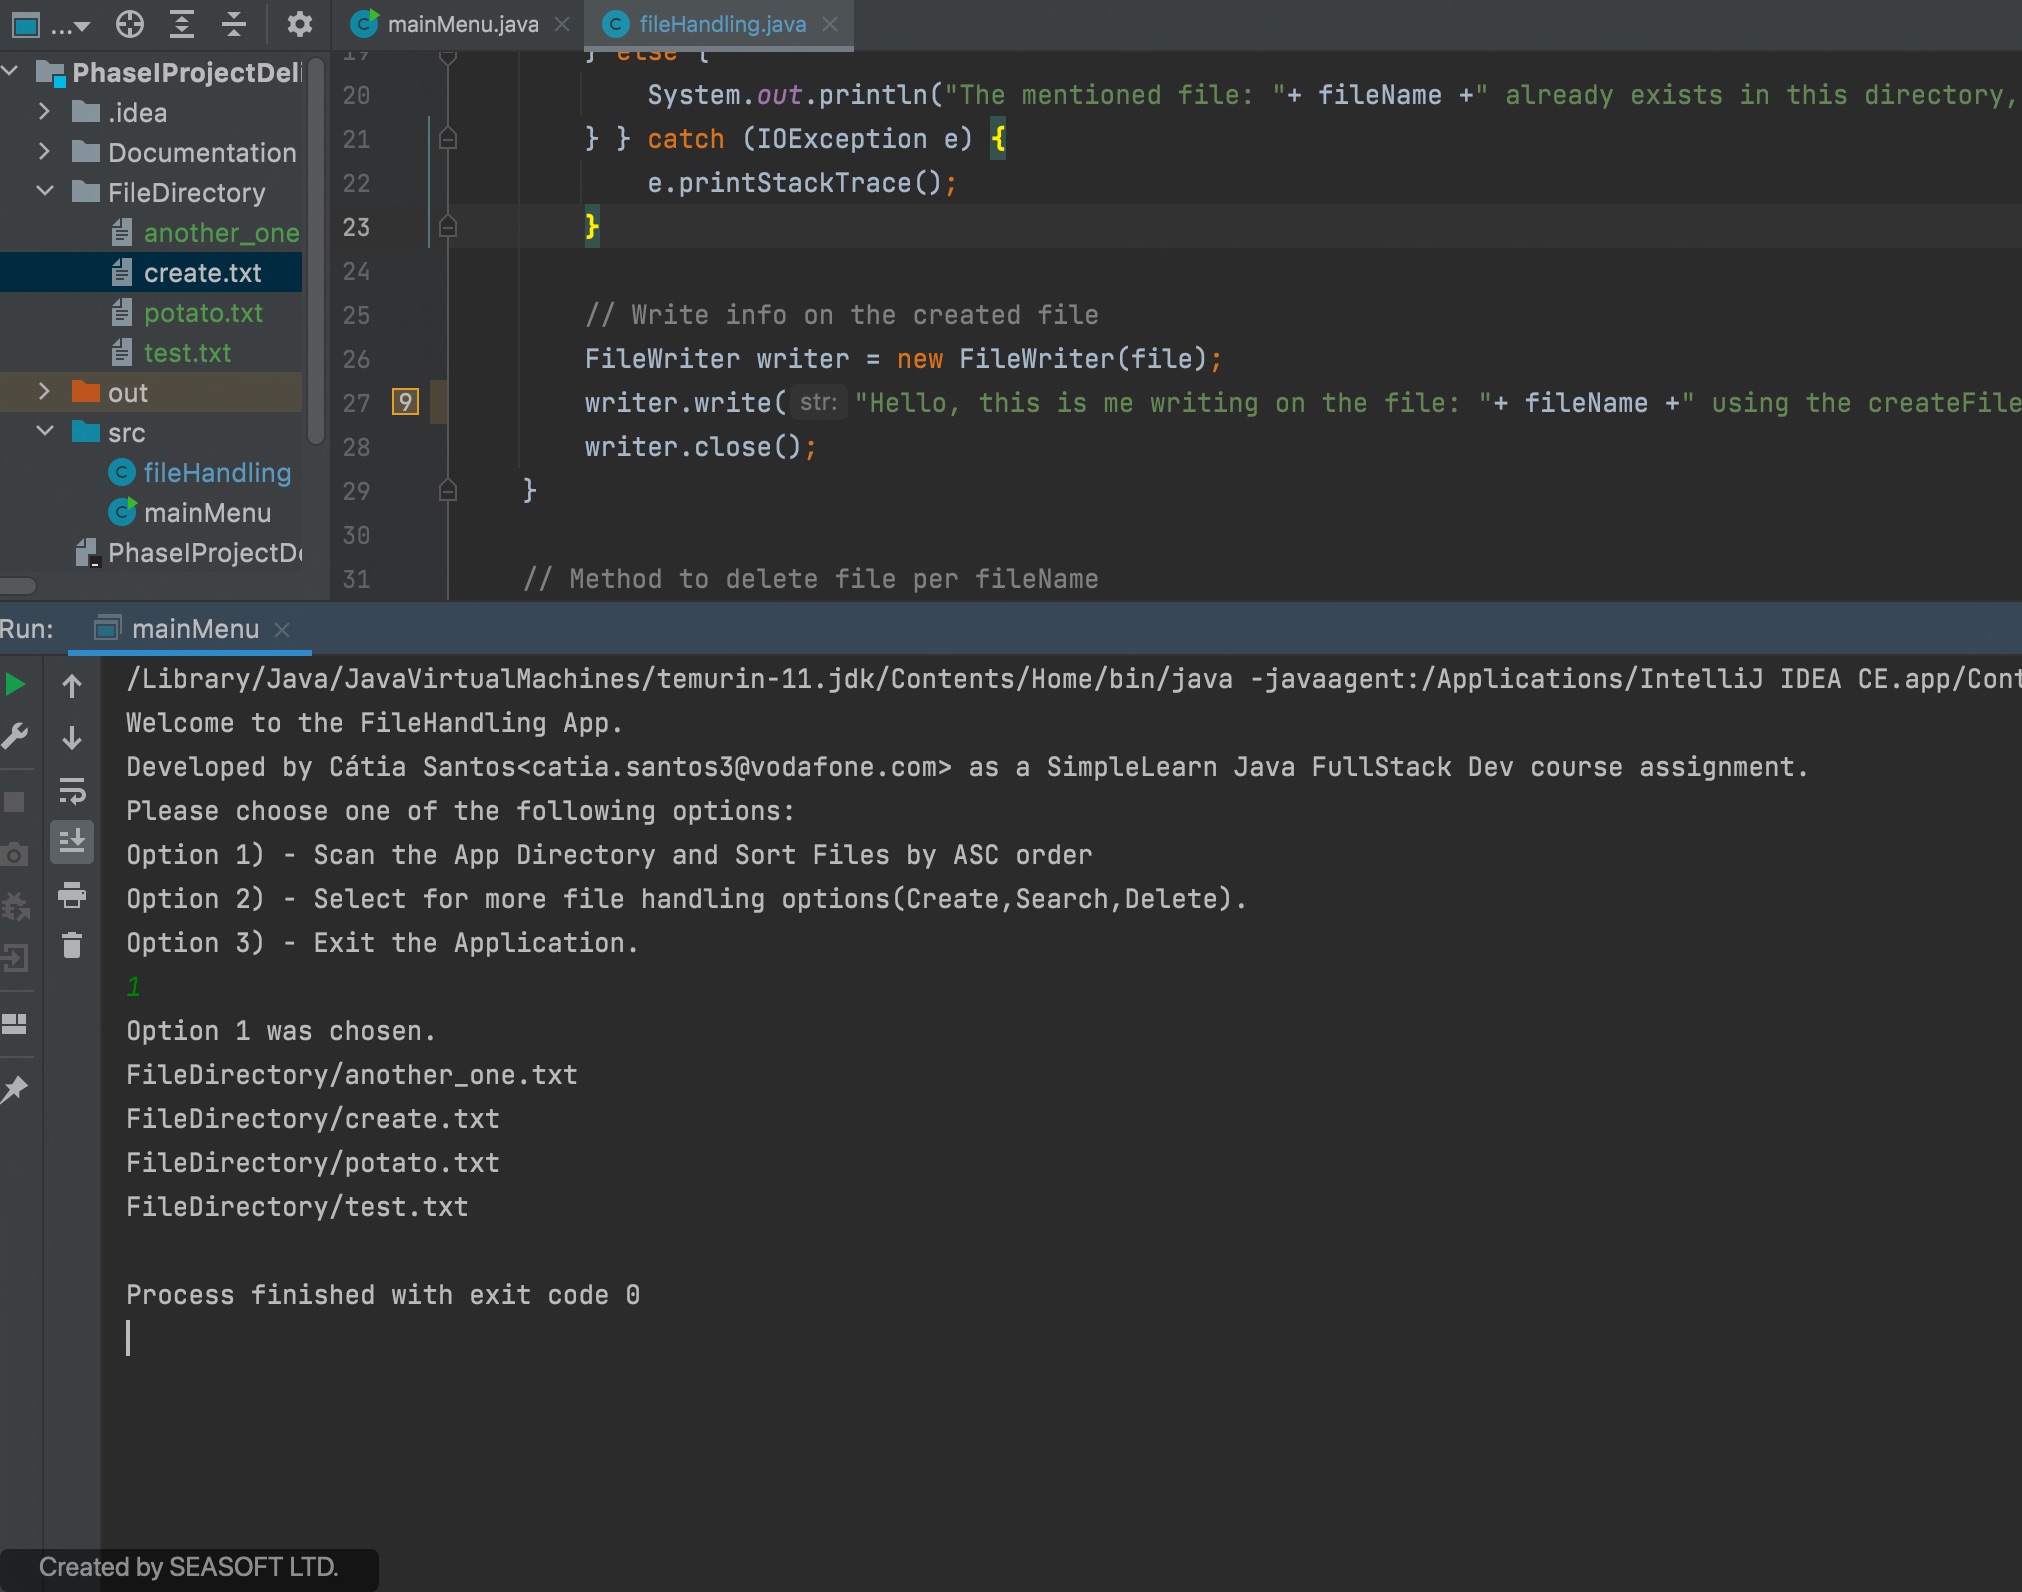 ...
mainMenu.java
fileHandling.java
PhaseIProjectDeli
.idea
Documentation
FileDirectory
another_one
create.txt
potato.txt
test.txt
out
src
fileHandling
mainMenu
PhaseIProjectDe
19 } else {
20 System.out.println("The mentioned file: "+ fileName +" already exists in this directory,
21 } } catch (IOException e) {
22 e.printStackTrace();
23 }
24
25 // Write info on the created file
26 FileWriter writer = new FileWriter(file);
27 writer.write( str: "Hello, this is me writing on the file: "+ fileName +" using the createFile
28 writer.close();
29 }
30
31 // Method to delete file per fileName
Run: mainMenu
/Library/Java/JavaVirtualMachines/temurin-11.jdk/Contents/Home/bin/java -javaagent:/Applications/IntelliJ IDEA CE.app/Cont
Welcome to the FileHandling App.
Developed by Cátia Santos<catia.santos3@vodafone.com> as a SimpleLearn Java FullStack Dev course assignment.
Please choose one of the following options:
Option 1) - Scan the App Directory and Sort Files by ASC order
Option 2) - Select for more file handling options(Create,Search,Delete).
Option 3) - Exit the Application.
1
Option 1 was chosen.
FileDirectory/another_one.txt
FileDirectory/create.txt
FileDirectory/potato.txt
FileDirectory/test.txt
Process finished with exit code 0
Created by SEASOFT LTD.